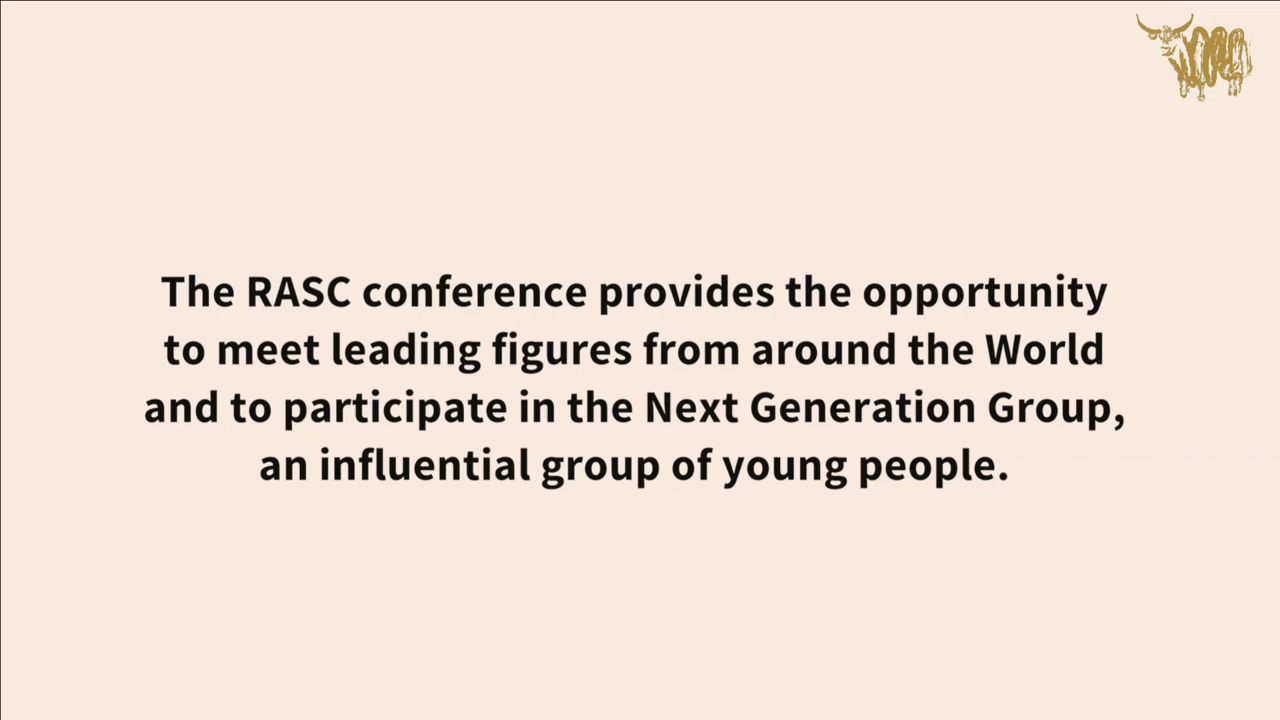 The RASC conference provides the opportunity
to meet leading figures from around the World
and to participate in the Next Generation Group,
an influential group of young people.